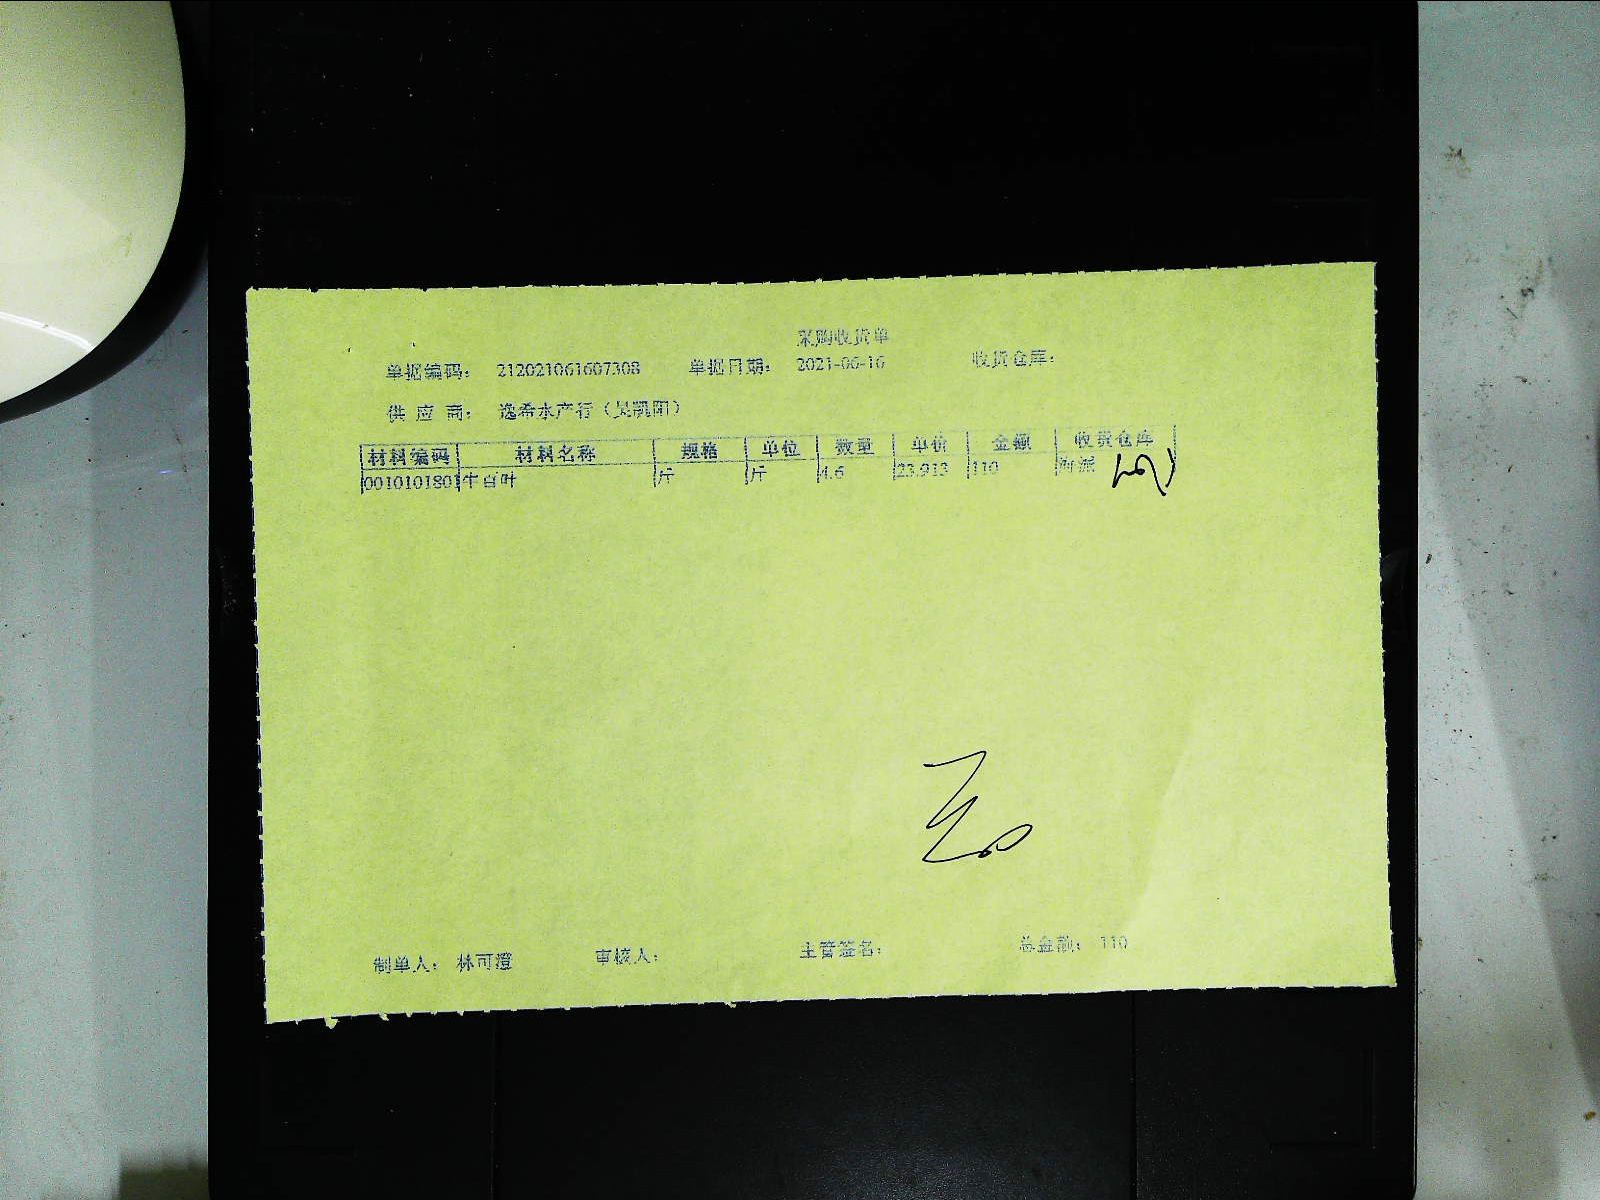 采购收货单
单据编码： 212021061607308 单据日期： 2021-06-16 收货仓库：
供 应 商： 逸希水产行（吴凯阳）
材料编码 材料名称 规格 单位 数量 单价 金额 收货仓库
0010101801 牛百叶 斤 斤 4.6 23.913 110
制单人： 林可澄 审核人： 主管签名： 总金额： 110